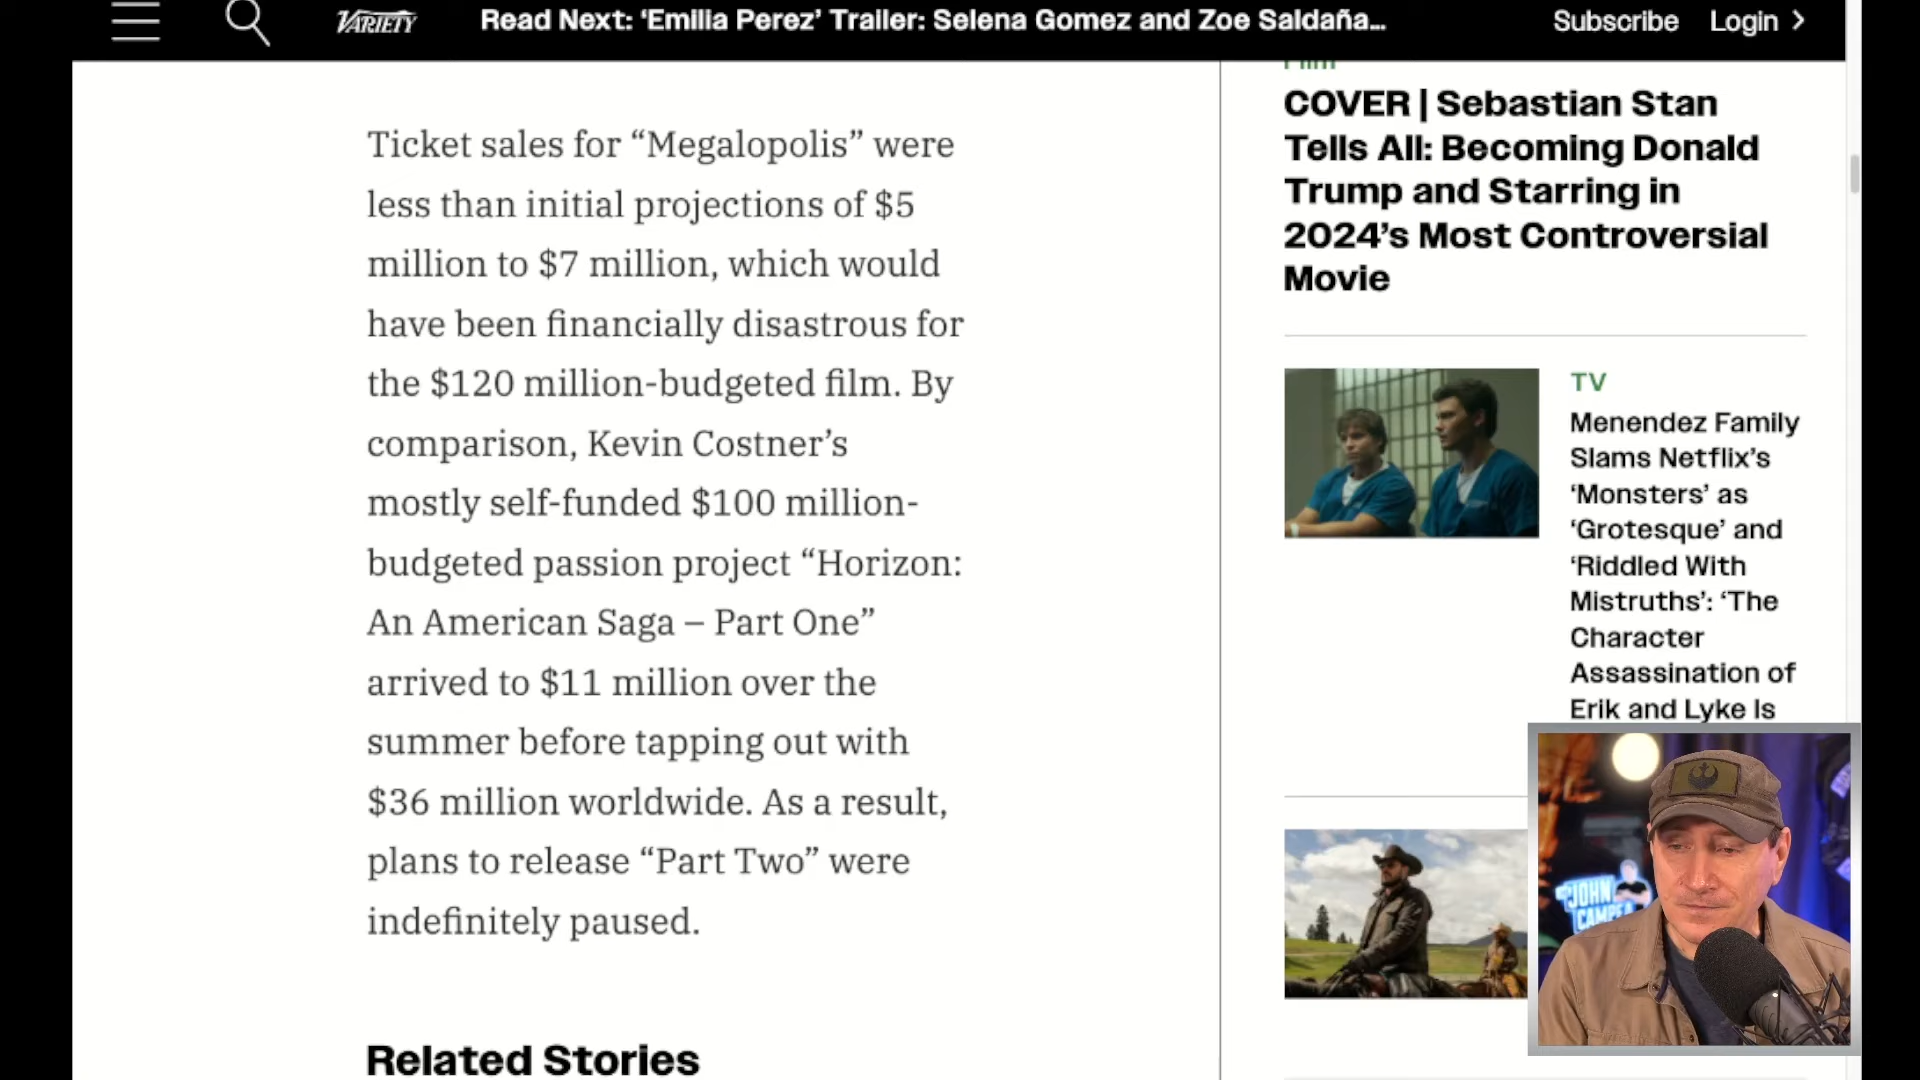 VARIETY
Read Next: ‘Emilia Perez’ Trailer: Selena Gomez and Zoe Saldaña...
Subscribe
Login
Ticket sales for “Megalopolis” were
less than initial projections of $5
million to $7 million, which would
have been financially disastrous for
the $120 million-budgeted film. By
comparison, Kevin Costner’s
mostly self-funded $100 million-
budgeted passion project “Horizon:
An American Saga – Part One”
arrived to $11 million over the
summer before tapping out with
$36 million worldwide. As a result,
plans to release “Part Two” were
indefinitely paused.
Related Stories
Film
COVER | Sebastian Stan
Tells All: Becoming Donald
Trump and Starring in
2024’s Most Controversial
Movie
TV
Menendez Family
Slams Netflix’s
‘Monsters’ as
‘Grotesque’ and
‘Riddled With
Mistruths’: ‘The
Character
Assassination of
Erik and Lyke Is
JOHN
CAMPEA